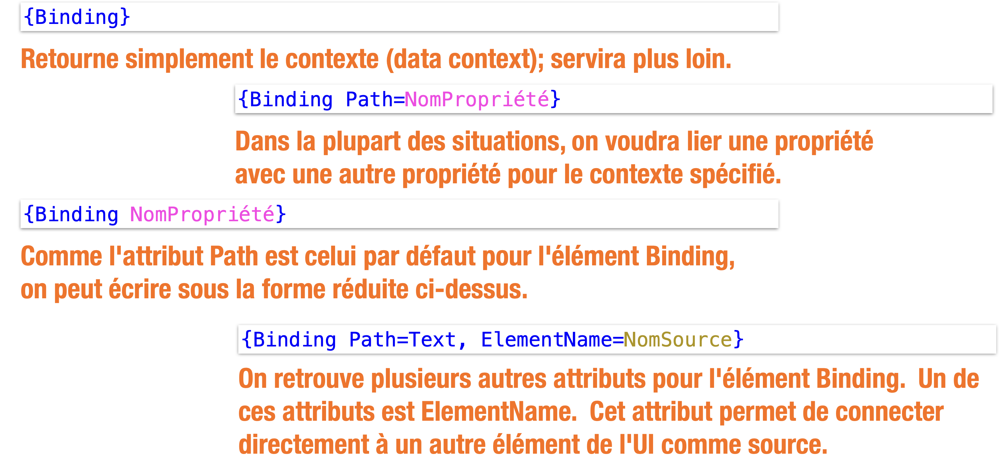 {Binding}
Retourne simplement le contexte (data context); servira plus loin.
{Binding Path=NomPropriété}
Dans la plupart des situations, on voudra lier une propriété
avec une autre propriété pour le contexte spécifié.
{Binding NomPropriété}
Comme l'attribut Path est celui par défaut pour l'élément Binding,
on peut écrire sous la forme réduite ci-dessus.
{Binding Path=Text, ElementName=NomSource}
On retrouve plusieurs autres attributs pour l'élément Binding.  Un de
ces attributs est ElementName.  Cet attribut permet de connecter
directement à un autre élément de l'UI comme source.